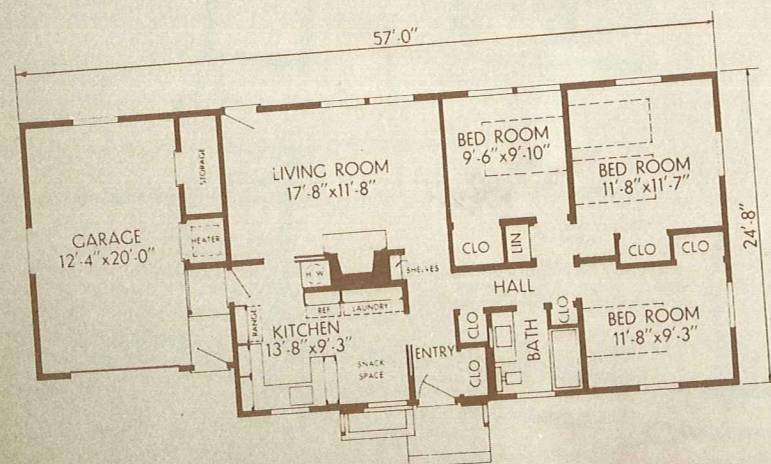 57'-0"
24'-8"
GARAGE
12'-4"x20'-0"
STORAGE
HEATER
LIVING ROOM
17'-8"x11'-8"
BED ROOM
9'-6"x9'-10"
BED ROOM
11'-8"x11'-7"
CLO
LIN
CLO
CLO
H.W
SHELVES
HALL
REF.
LAUNDRY
RANGE
KITCHEN
13'-8"x9'-3"
SNACK
SPACE
ENTRY
CLO
CLO
BATH
CLO
BED ROOM
11'-8"x9'-3"